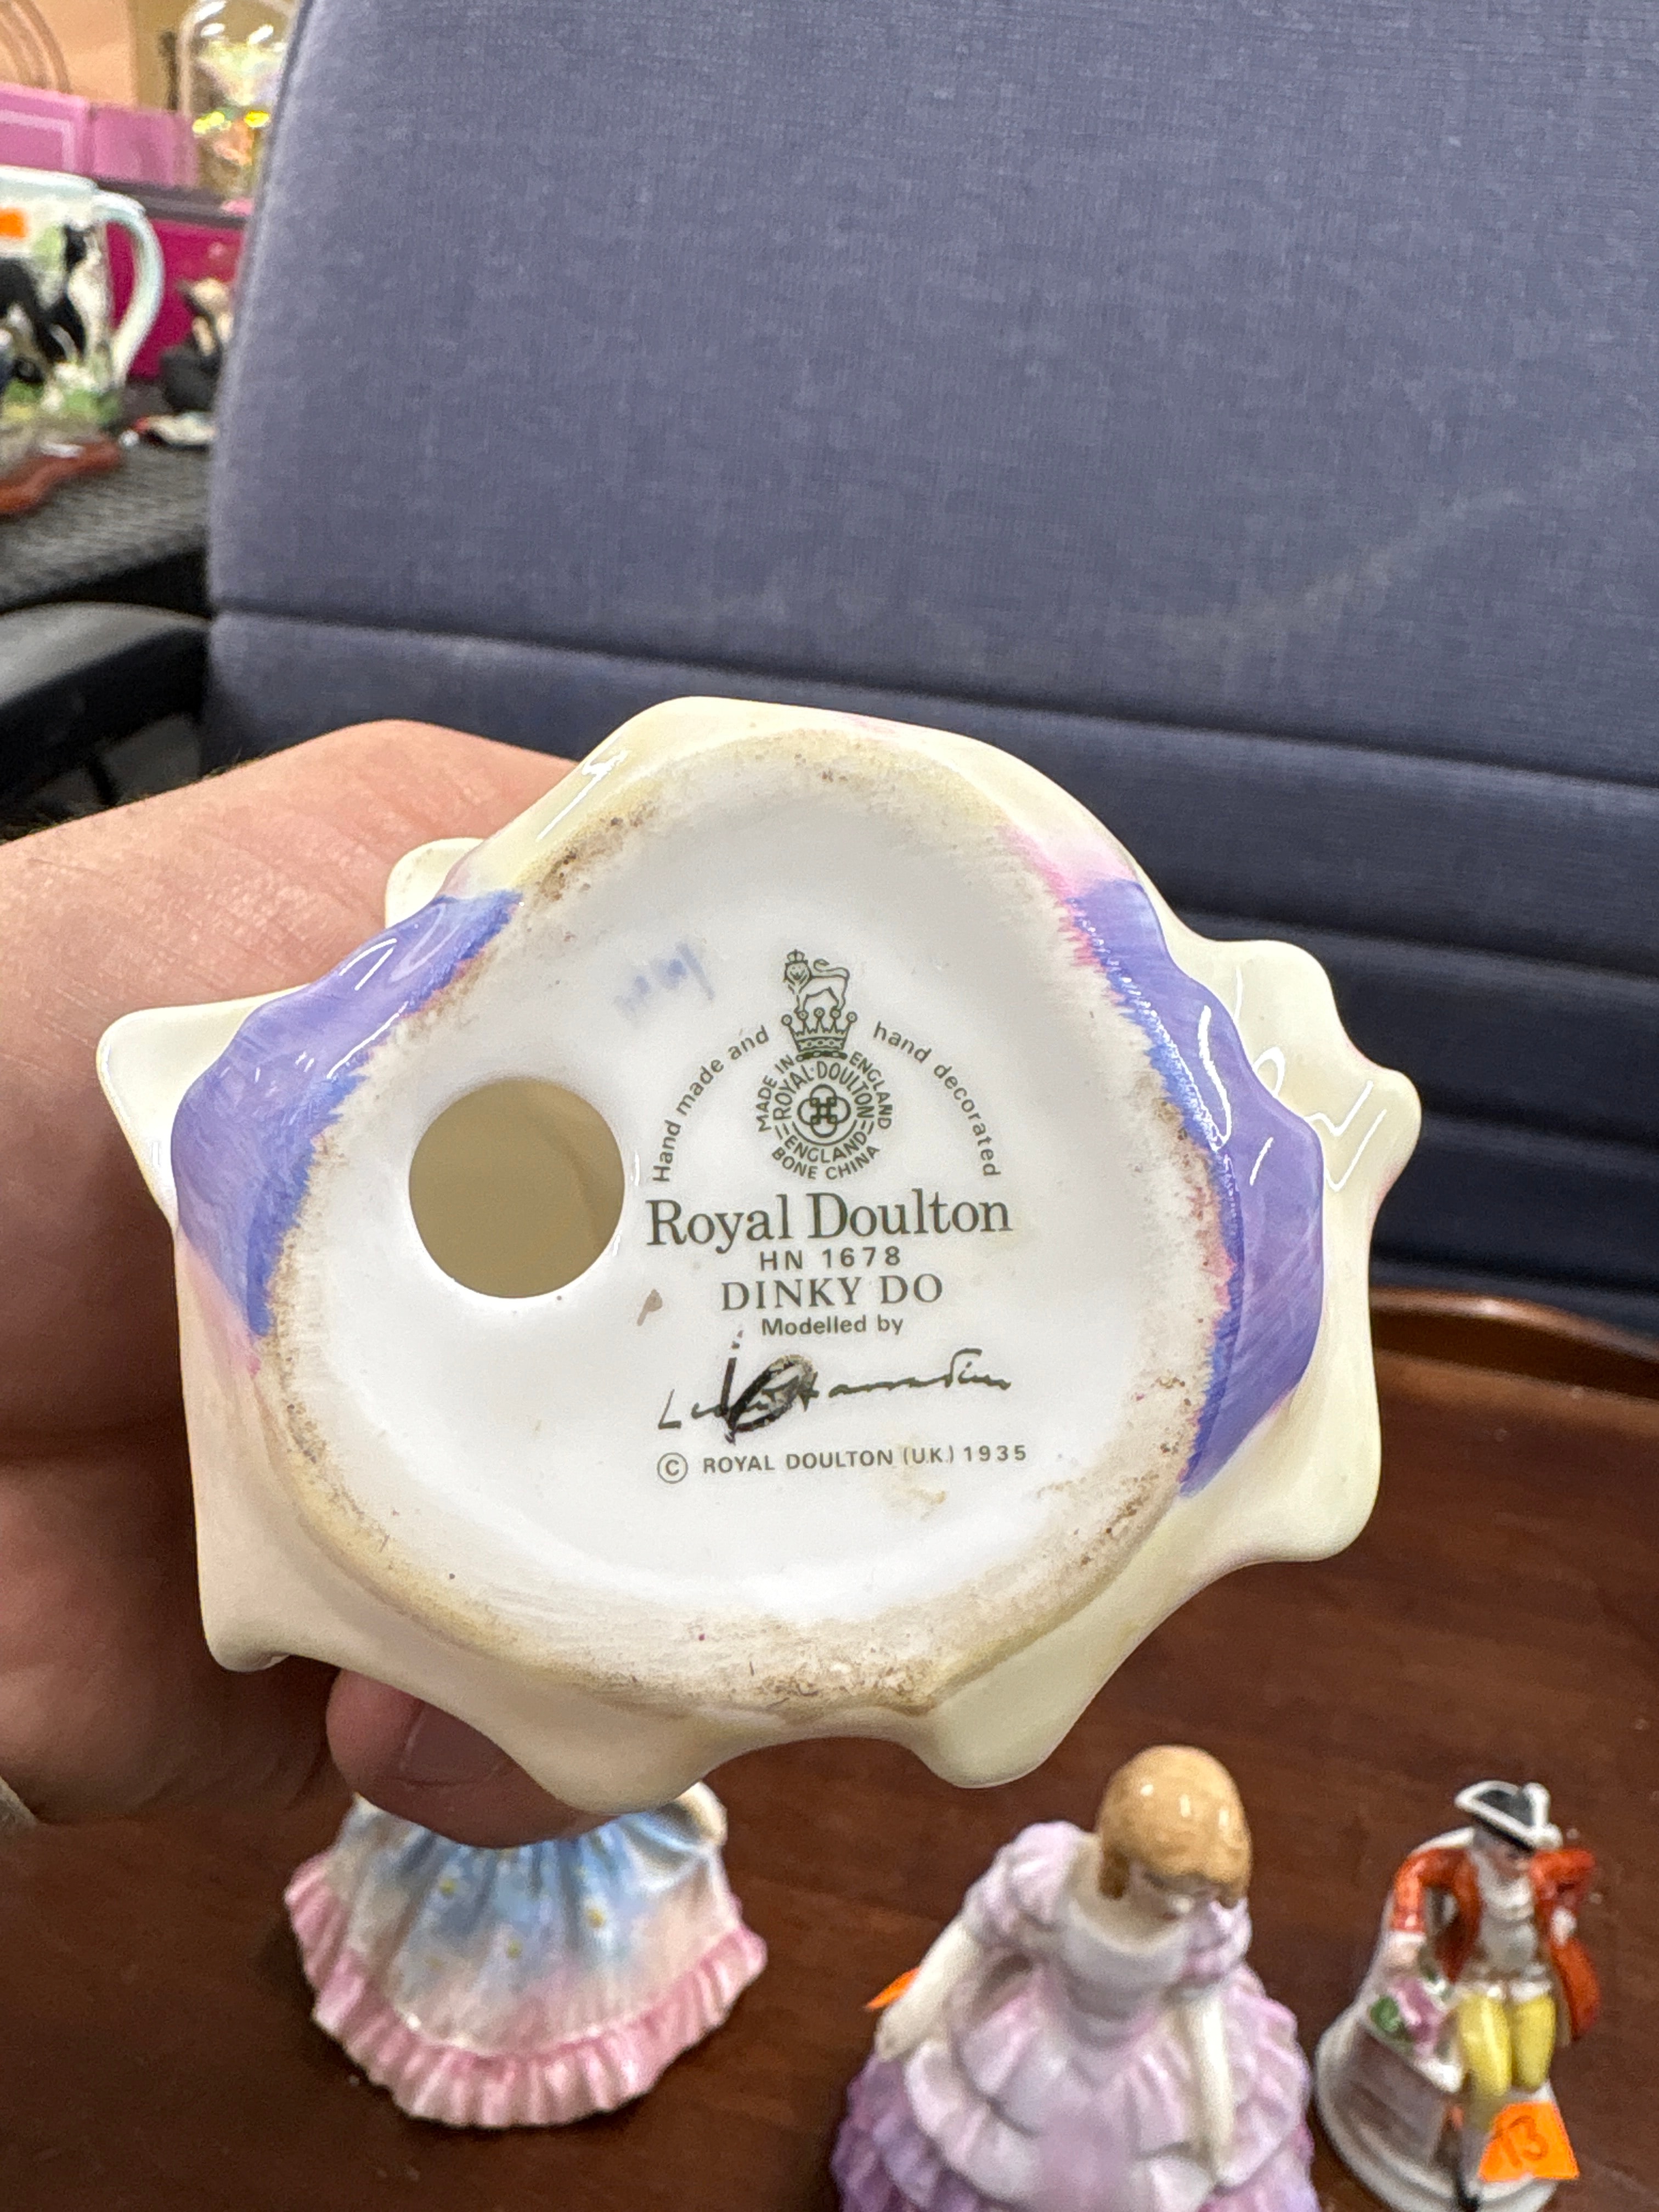 Hand made and hand decorated
MADE IN ENGLAND
ROYAL·DOULTON
ENGLAND
BONE CHINA
Royal Doulton
HN 1678
DINKY DO
Modelled by
© ROYAL DOULTON (U.K.) 1935
13